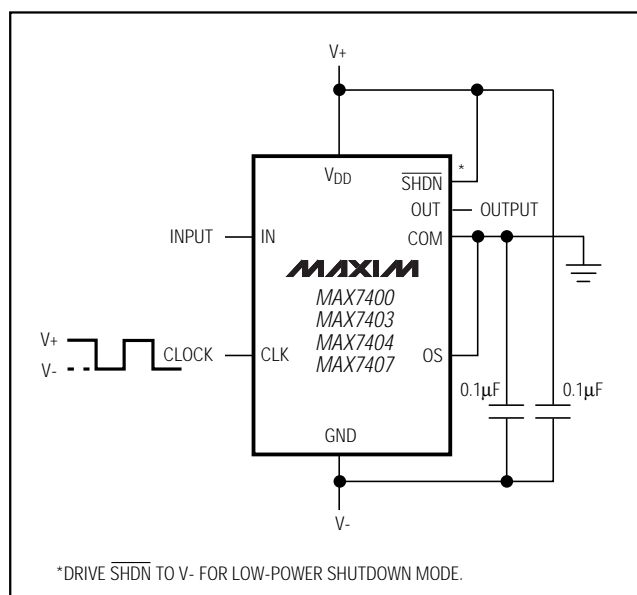 V+
VDD
*
SHDN
OUT
OUTPUT
INPUT
IN
COM
MAXIM
MAX7400
MAX7403
MAX7404
MAX7407
V+
V-
CLOCK
CLK
OS
0.1µF
0.1µF
GND
V-
*DRIVE SHDN TO V- FOR LOW-POWER SHUTDOWN MODE.